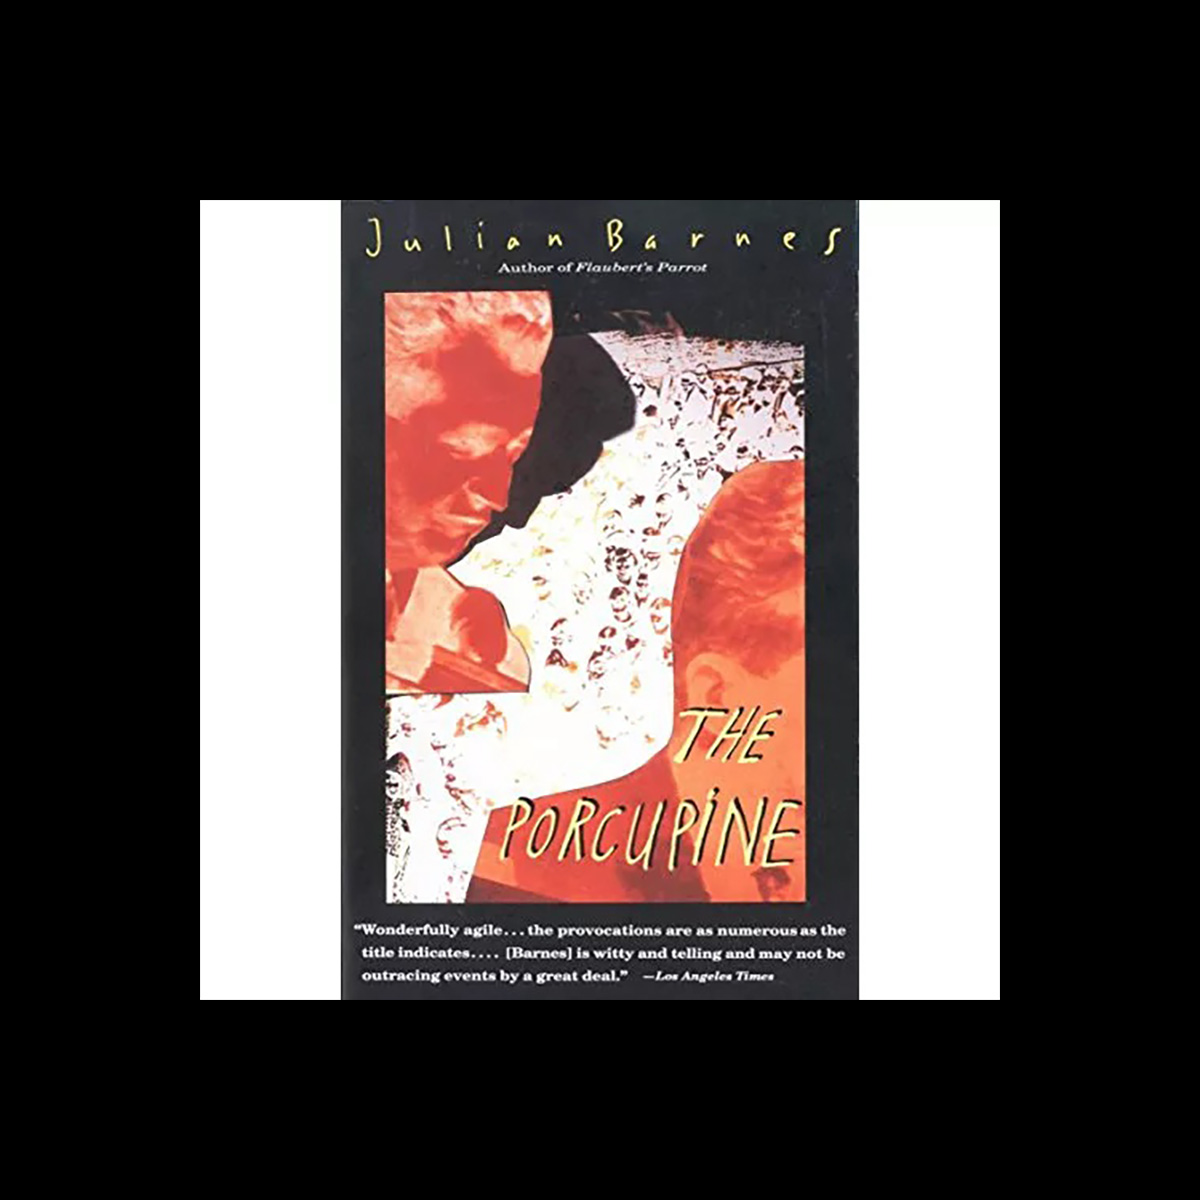 Julian Barnes
Author of Flaubert's Parrot
THE
PORCUPINE
“Wonderfully agile...the provocations are as numerous as the
title indicates.... [Barnes] is witty and telling and may not be
outracing events by a great deal.” —Los Angeles Times